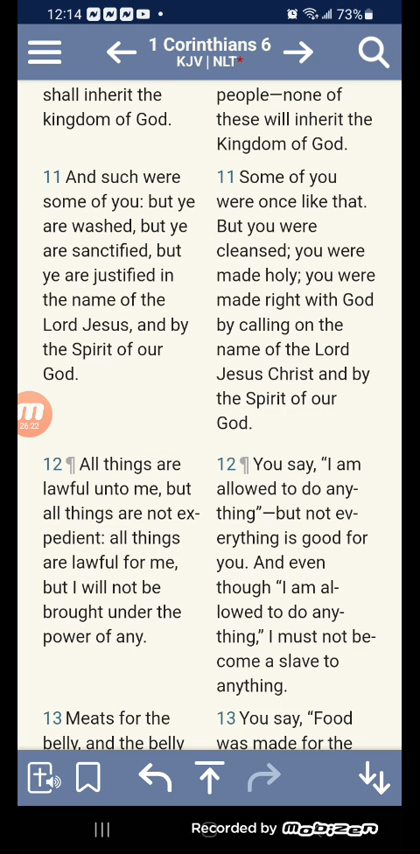 12:14
73%
1 Corinthians 6
KJV | NLT*
shall inherit the
kingdom of God.
11 And such were
some of you: but ye
are washed, but ye
are sanctified, but
ye are justified in
the name of the
Lord Jesus, and by
the Spirit of our
God.
12 ¶ All things are
lawful unto me, but
all things are not ex-
pedient: all things
are lawful for me,
but I will not be
brought under the
power of any.
13 Meats for the
belly, and the belly
people—none of
these will inherit the
Kingdom of God.
11 Some of you
were once like that.
But you were
cleansed; you were
made holy; you were
made right with God
by calling on the
name of the Lord
Jesus Christ and by
the Spirit of our
God.
12 ¶ You say, “I am
allowed to do any-
thing”—but not ev-
erything is good for
you. And even
though “I am al-
lowed to do any-
thing,” I must not be-
come a slave to
anything.
13 You say, “Food
was made for the
26:22
Recorded by Mobizen